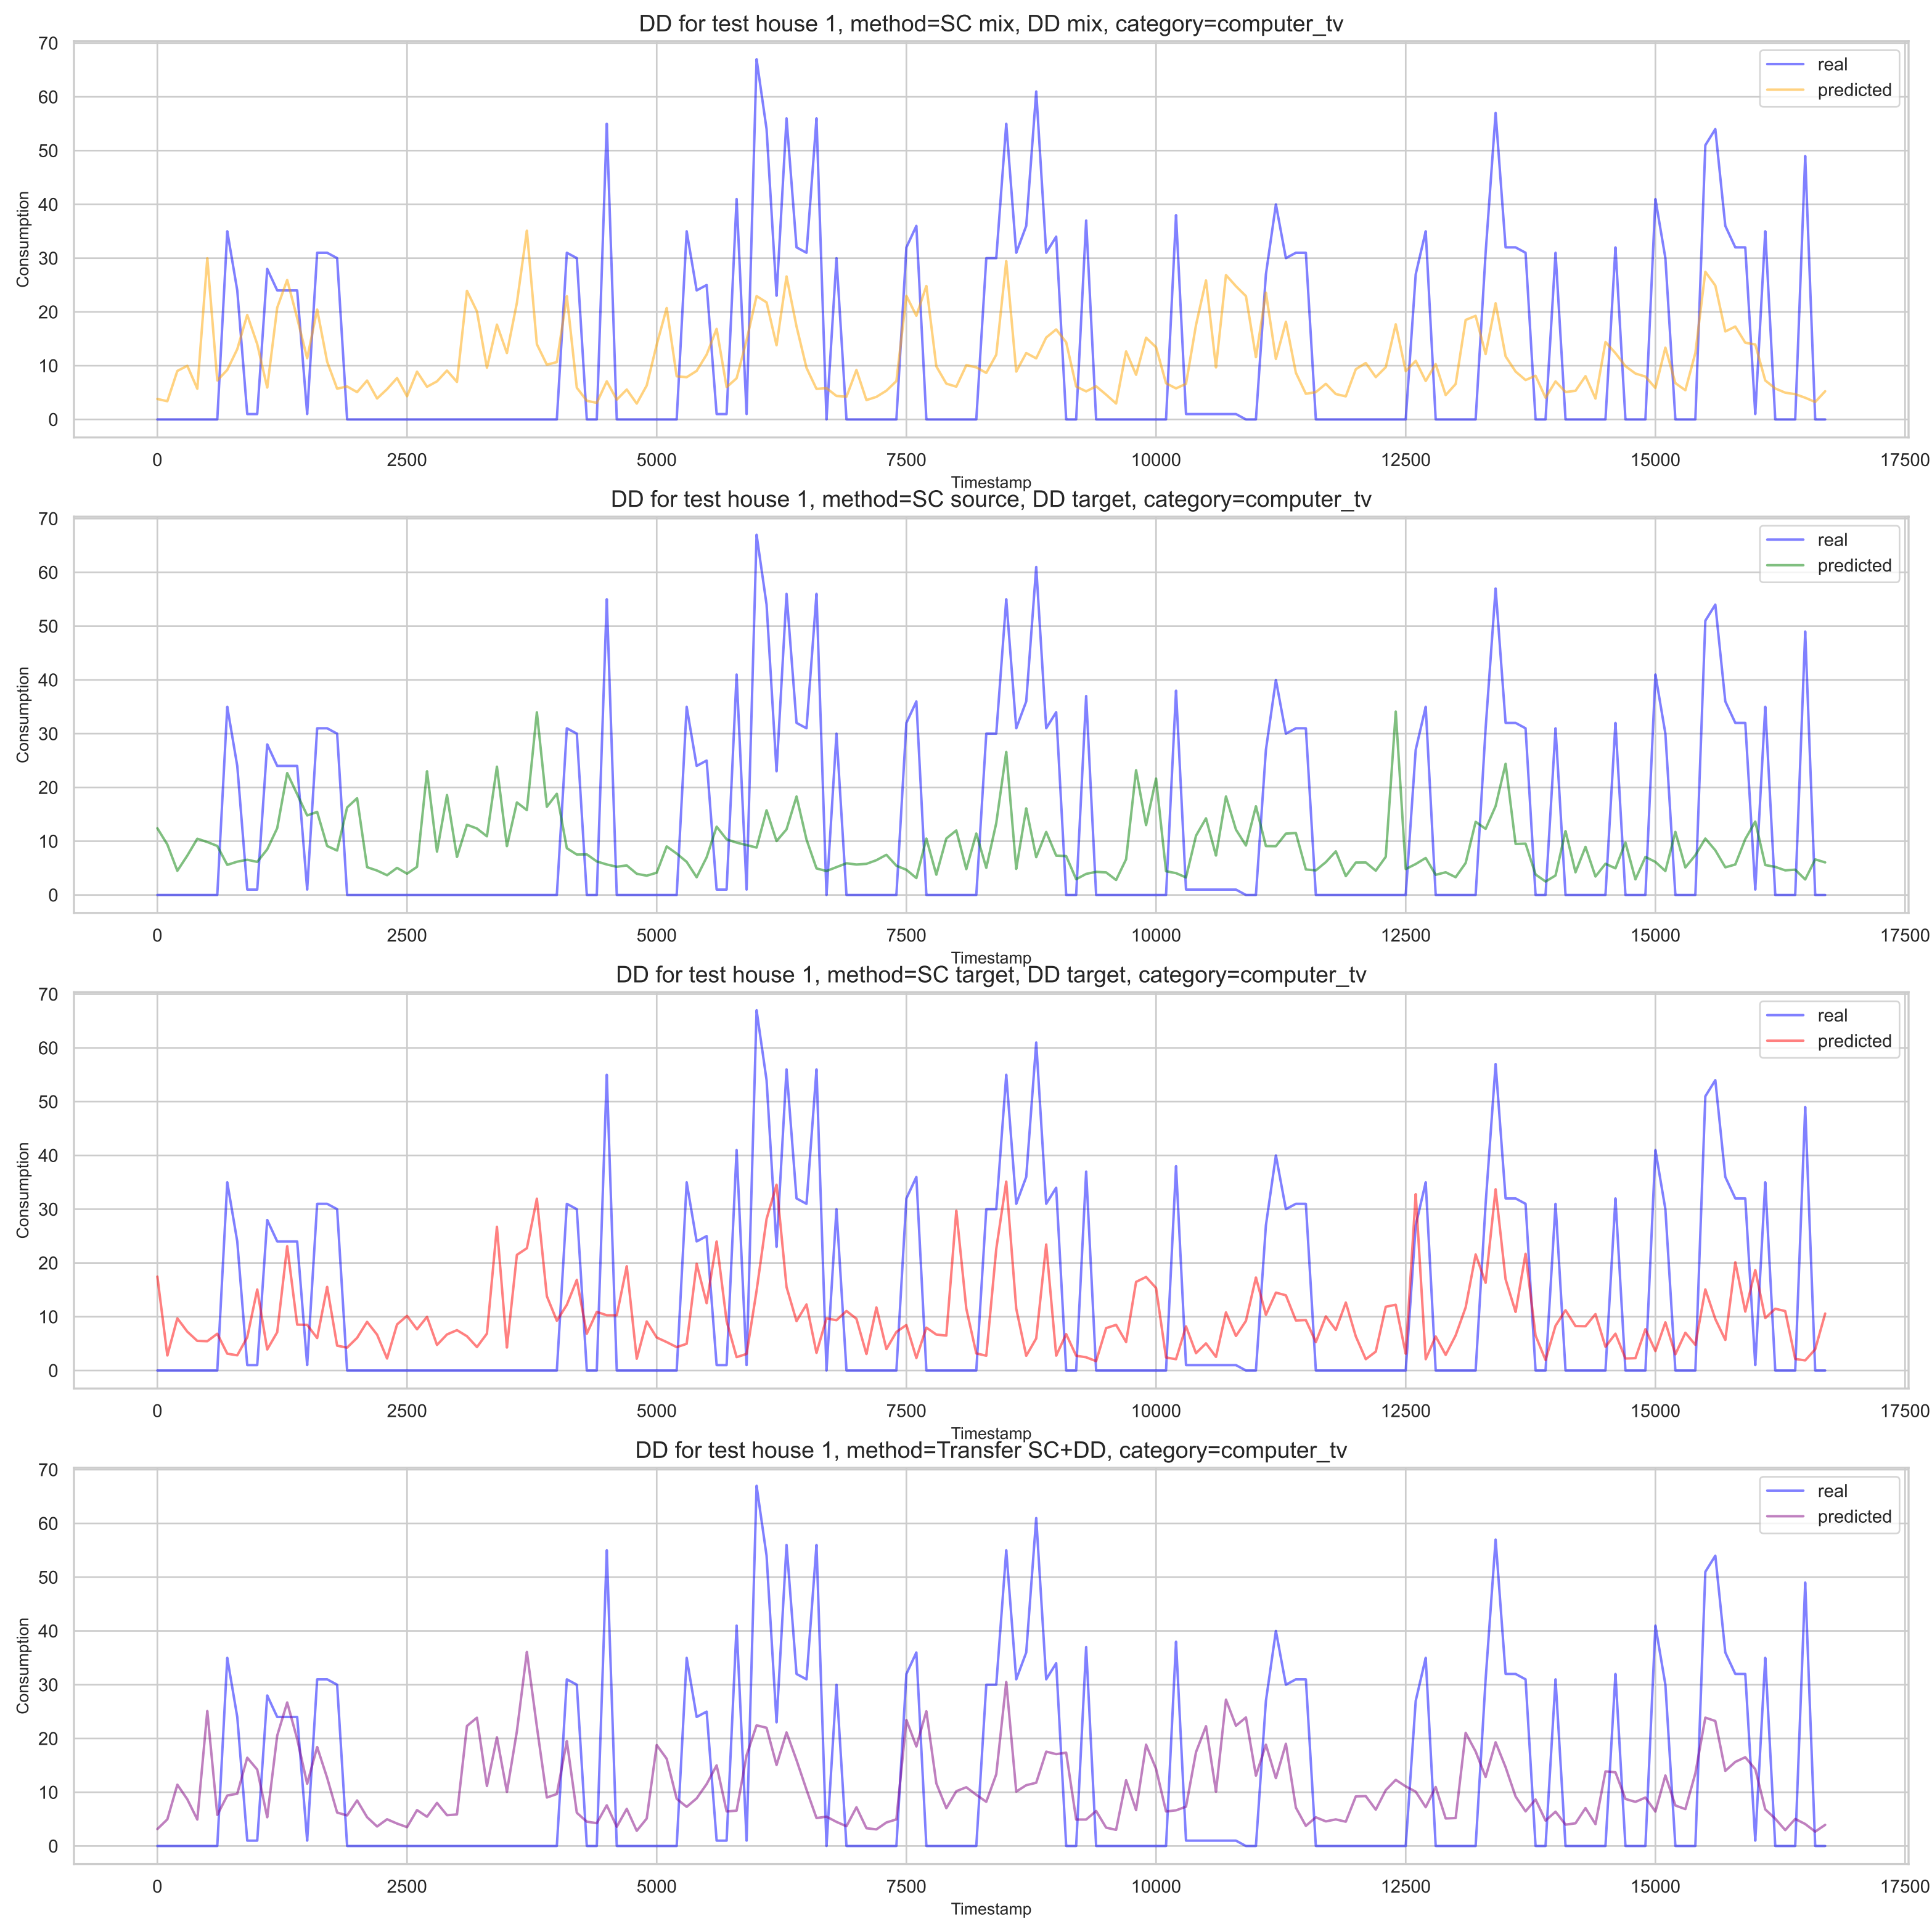 DD for test house 1, method=SC mix, DD mix, category=computer_tv
70
60
50
40
30
20
10
0
Consumption
real
predicted
0 2500 5000 7500 10000 12500 15000 17500
Timestamp
DD for test house 1, method=SC source, DD target, category=computer_tv
70
60
50
40
30
20
10
0
Consumption
real
predicted
0 2500 5000 7500 10000 12500 15000 17500
Timestamp
DD for test house 1, method=SC target, DD target, category=computer_tv
70
60
50
40
30
20
10
0
Consumption
real
predicted
0 2500 5000 7500 10000 12500 15000 17500
Timestamp
DD for test house 1, method=Transfer SC+DD, category=computer_tv
70
60
50
40
30
20
10
0
Consumption
real
predicted
0 2500 5000 7500 10000 12500 15000 17500
Timestamp